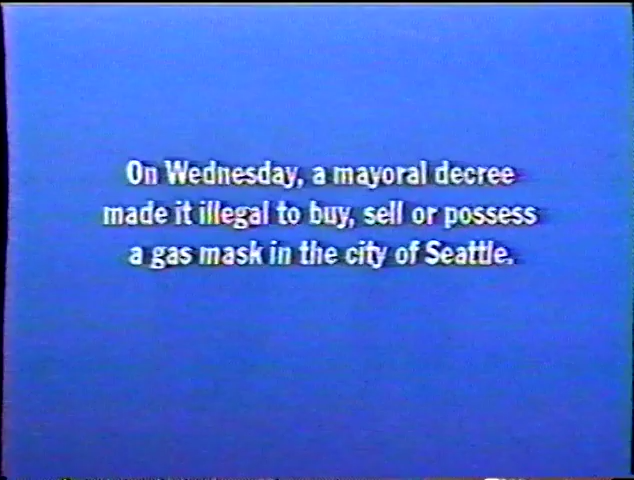 On Wednesday, a mayoral decree
made it illegal to buy, sell or possess
a gas mask in the city of Seattle.